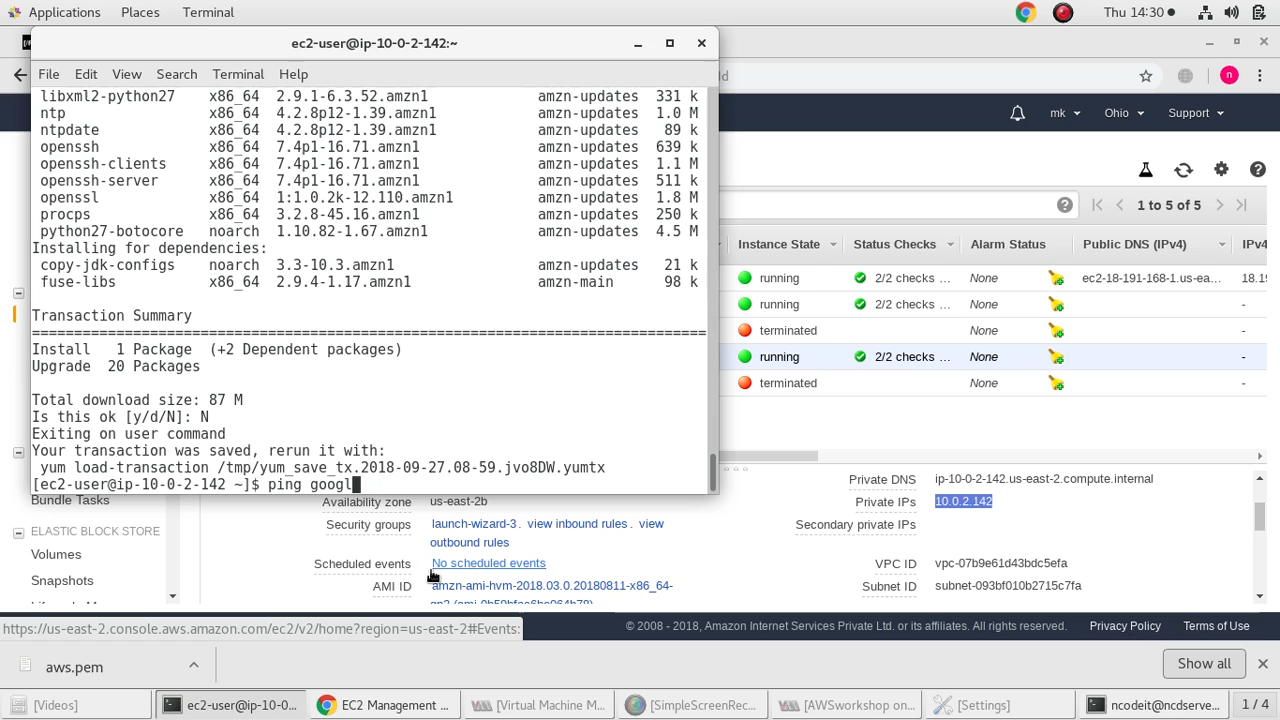 Applications Places Terminal Thu 14:30
ec2-user@ip-10-0-2-142:~
File Edit View Search Terminal Help
libxml2-python27 x86_64 2.9.1-6.3.52.amzn1 amzn-updates 331 k
ntp x86_64 4.2.8p12-1.39.amzn1 amzn-updates 1.0 M
ntpdate x86_64 4.2.8p12-1.39.amzn1 amzn-updates 89 k
openssh x86_64 7.4p1-16.71.amzn1 amzn-updates 639 k
openssh-clients x86_64 7.4p1-16.71.amzn1 amzn-updates 1.1 M
openssh-server x86_64 7.4p1-16.71.amzn1 amzn-updates 511 k
openssl x86_64 1:1.0.2k-12.110.amzn1 amzn-updates 1.8 M
procps x86_64 3.2.8-45.16.amzn1 amzn-updates 250 k
python27-botocore noarch 1.10.82-1.67.amzn1 amzn-updates 4.5 M
Installing for dependencies:
copy-jdk-configs noarch 3.3-10.3.amzn1 amzn-updates 21 k
fuse-libs x86_64 2.9.4-1.17.amzn1 amzn-main 98 k
Transaction Summary
================================================================================
Install 1 Package (+2 Dependent packages)
Upgrade 20 Packages
Total download size: 87 M
Is this ok [y/d/N]: N
Exiting on user command
Your transaction was saved, rerun it with:
yum load-transaction /tmp/yum_save_tx.2018-09-27.08-59.jvo8DW.yumtx
[ec2-user@ip-10-0-2-142 ~]$ ping googl
n
mk Ohio Support
1 to 5 of 5
Instance State Status Checks Alarm Status Public DNS (IPv4) IPv4
running 2/2 checks ... None ec2-18-191-168-1.us-ea... 18.19
running 2/2 checks ... None -
terminated None -
running 2/2 checks ... None -
terminated None -
Bundle Tasks
ELASTIC BLOCK STORE
Volumes
Snapshots
Availability zone us-east-2b
Security groups launch-wizard-3. view inbound rules. view
outbound rules
Scheduled events No scheduled events
AMI ID amzn-ami-hvm-2018.03.0.20180811-x86_64-
Private DNS ip-10-0-2-142.us-east-2.compute.internal
Private IPs 10.0.2.142
Secondary private IPs
VPC ID vpc-07b9e61d43bdc5efa
Subnet ID subnet-093bf010b2715c7fa
https://us-east-2.console.aws.amazon.com/ec2/v2/home?region=us-east-2#Events:
© 2008 - 2018, Amazon Internet Services Private Ltd. or its affiliates. All rights reserved. Privacy Policy Terms of Use
aws.pem Show all
[Videos] ec2-user@ip-10-0... EC2 Management ... [Virtual Machine M... [SimpleScreenRec... [AWSworkshop on... [Settings] ncodeit@ncdserve... 1 / 4